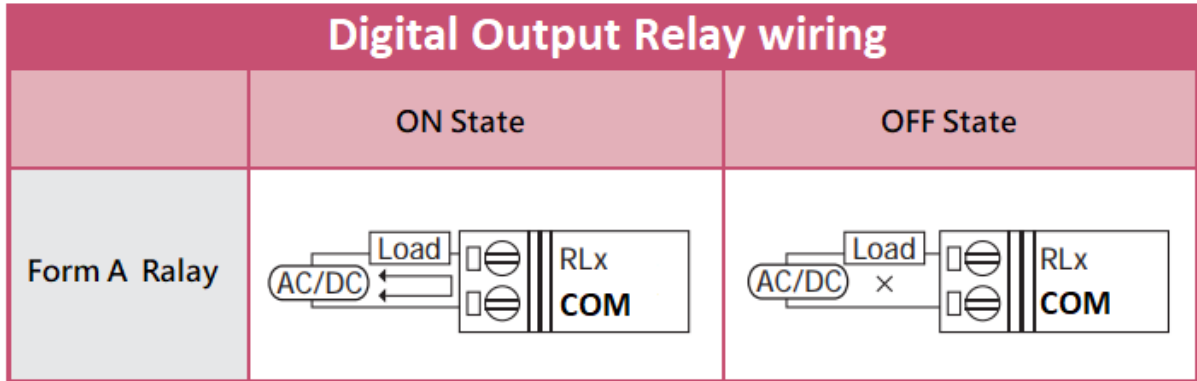 Digital Output Relay wiring
ON State
OFF State
Form A Ralay
Load
AC/DC
RLx
COM
Load
AC/DC
×
RLx
COM